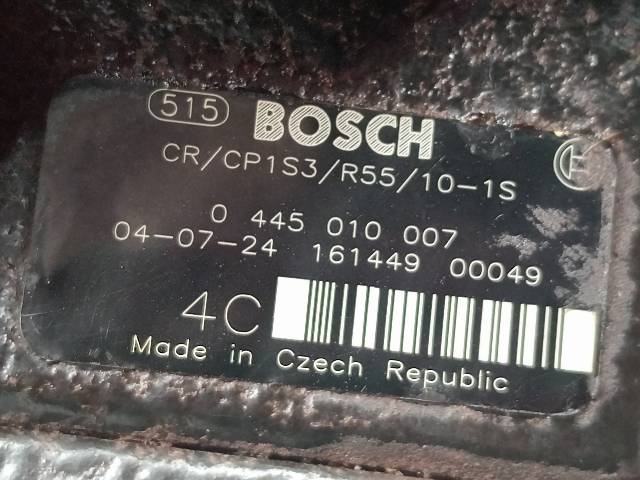 515 BOSCH
CR/CP1S3/R55/10-1S
0 445 010 007
04-07-24 161449 00049
4C
Made in Czech Republic